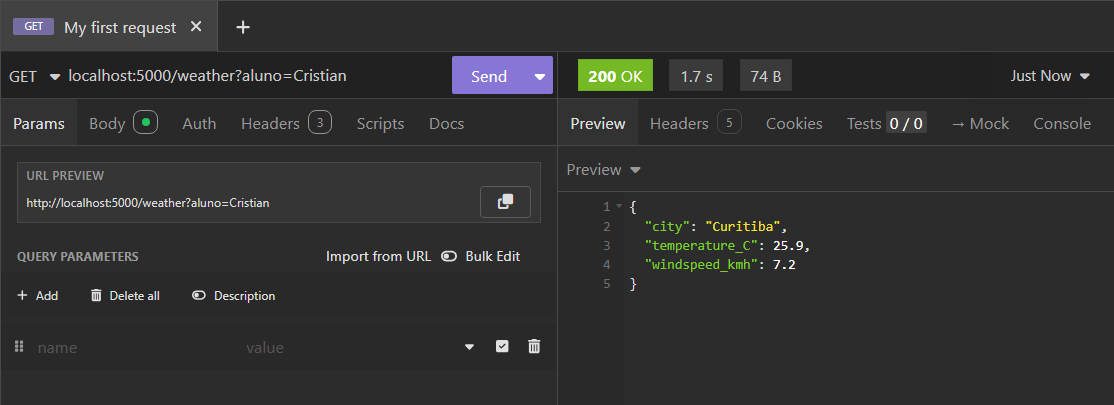 GET My first request
GET localhost:5000/weather?aluno=Cristian Send
200 OK 1.7 s 74 B Just Now
Params Body Auth Headers 3 Scripts Docs
Preview Headers 5 Cookies Tests 0 / 0 → Mock Console
URL PREVIEW
http://localhost:5000/weather?aluno=Cristian
QUERY PARAMETERS Import from URL Bulk Edit
+ Add Delete all Description
name value
Preview
1 {
2 "city": "Curitiba",
3 "temperature_C": 25.9,
4 "windspeed_kmh": 7.2
5 }